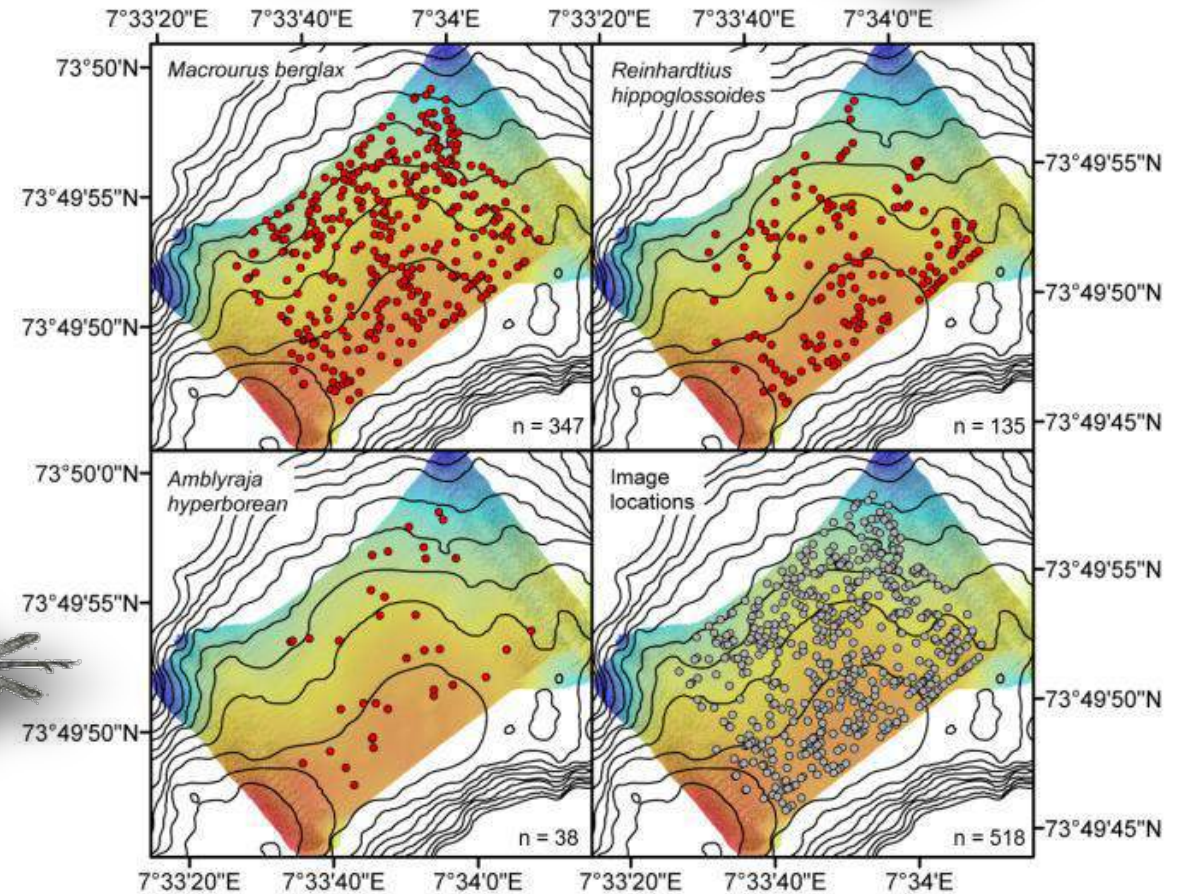 7°33'20"E 7°33'40"E 7°34'E 7°33'20"E 7°33'40"E 7°34'0"E
73°50'N
73°49'55"N
73°49'50"N
Macrourus berglax
n = 347
Reinhardtius
hippoglossoides
n = 135
73°49'55"N
73°49'50"N
73°49'45"N
73°50'0"N
73°49'55"N
73°49'50"N
Amblyraja
hyperborean
n = 38
Image
locations
n = 518
73°49'55"N
73°49'50"N
73°49'45"N
7°33'20"E 7°33'40"E 7°34'0"E 7°33'20"E 7°33'40"E 7°34'E